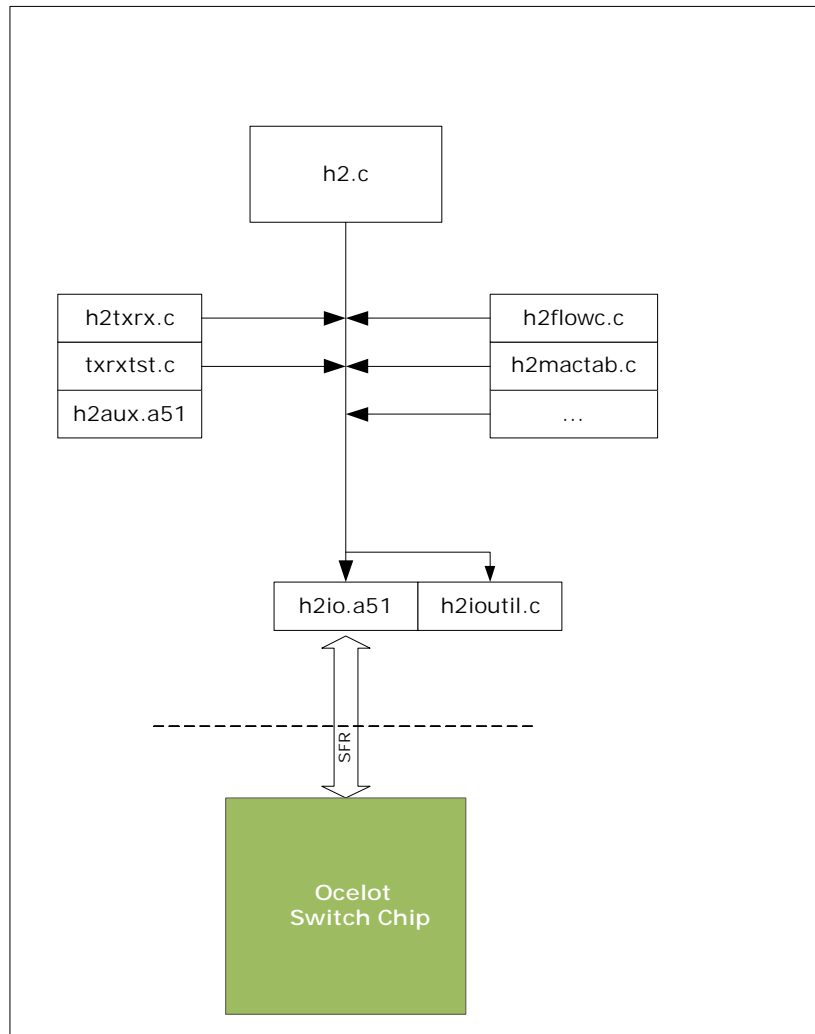 h2.c
h2txrx.c
txrxtst.c
h2aux.a51
h2flowc.c
h2mactab.c
...
h2io.a51
h2ioutil.c
SFR
Ocelot
Switch Chip